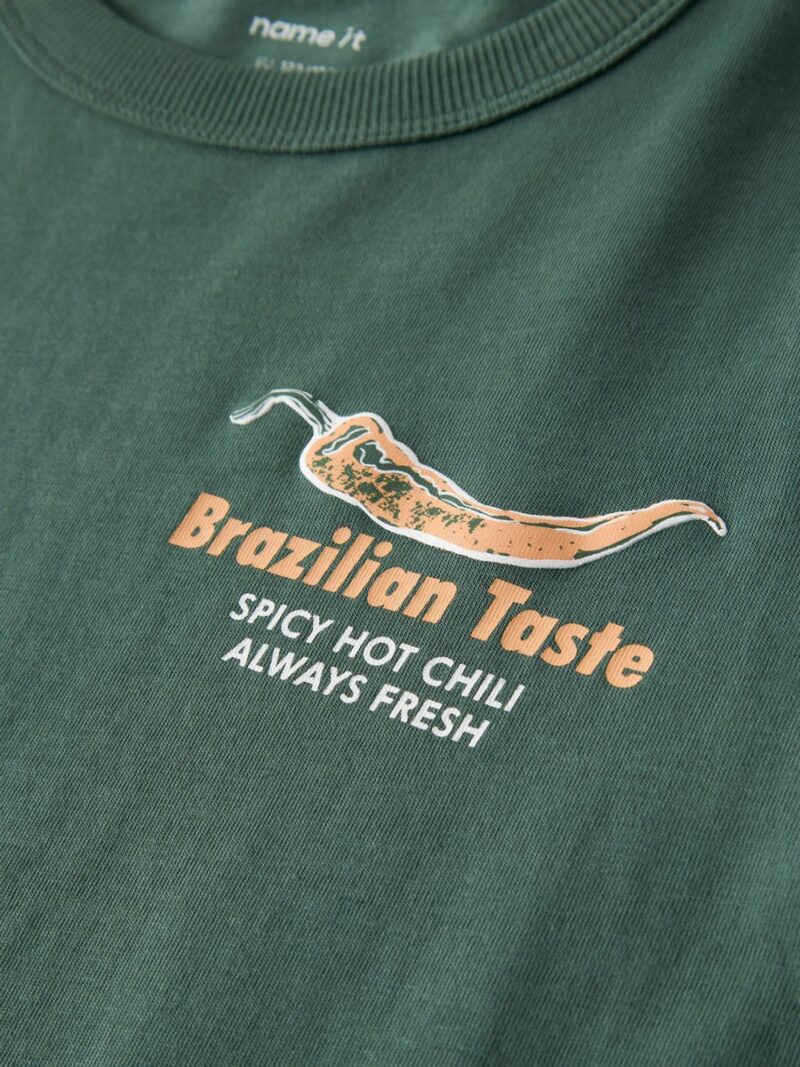 name it
Brazilian Taste
SPICY HOT CHILI
ALWAYS FRESH